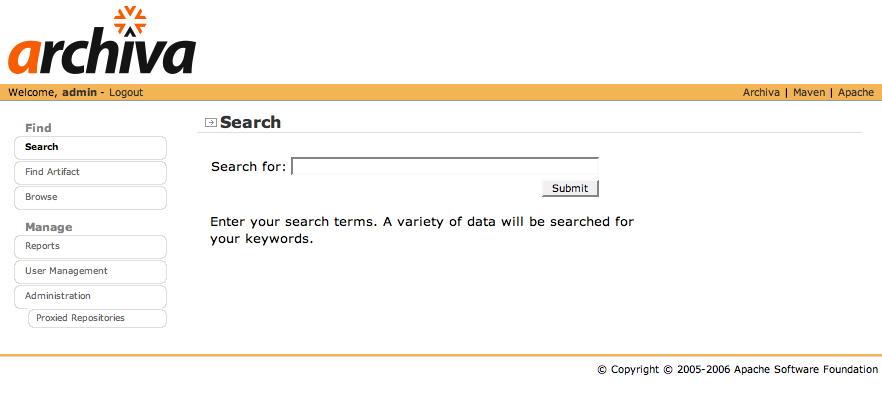 archiva
Welcome, admin - Logout
Archiva | Maven | Apache
Find
Search
Find Artifact
Browse
Manage
Reports
User Management
Administration
Proxied Repositories
Search
Search for:
Submit
Enter your search terms. A variety of data will be searched for
your keywords.
© Copyright © 2005-2006 Apache Software Foundation